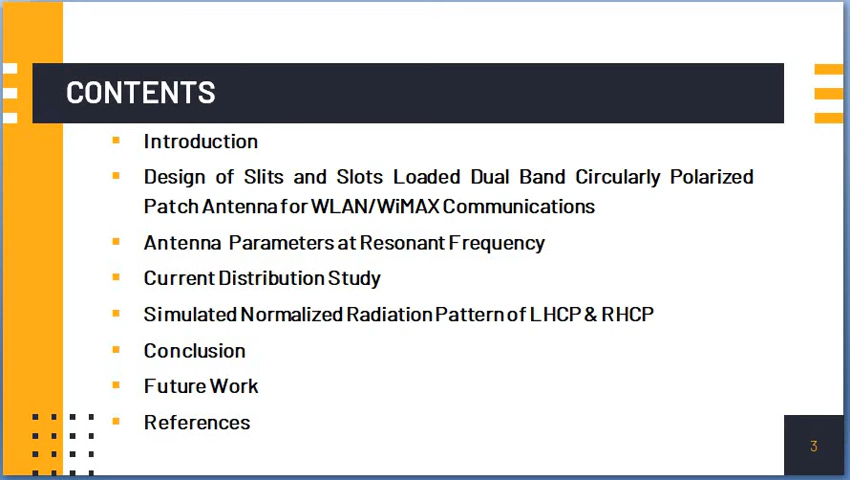 CONTENTS
Introduction
Design of Slits and Slots Loaded Dual Band Circularly Polarized
Patch Antenna for WLAN/WiMAX Communications
Antenna Parameters at Resonant Frequency
Current Distribution Study
Simulated Normalized Radiation Pattern of LHCP & RHCP
Conclusion
Future Work
References
3